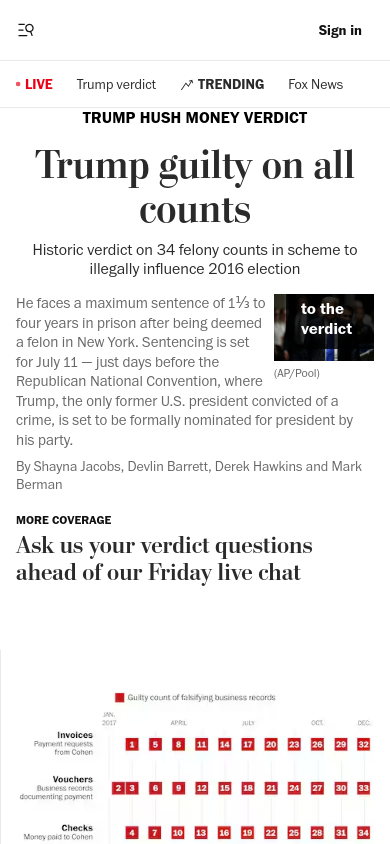 Sign in
LIVE Trump verdict TRENDING Fox News
TRUMP HUSH MONEY VERDICT
Trump guilty on all
counts
Historic verdict on 34 felony counts in scheme to
illegally influence 2016 election
He faces a maximum sentence of 1⅓ to
four years in prison after being deemed
a felon in New York. Sentencing is set
for July 11 — just days before the
Republican National Convention, where
Trump, the only former U.S. president convicted of a
crime, is set to be formally nominated for president by
his party.
to the
verdict
(AP/Pool)
By Shayna Jacobs, Devlin Barrett, Derek Hawkins and Mark
Berman
MORE COVERAGE
Ask us your verdict questions
ahead of our Friday live chat
Guilty count of falsifying business records
JAN.
2017 APRIL JULY OCT. DEC.
Invoices
Payment requests
from Cohen
1 5 8 11 14 17 20 23 26 29 32
Vouchers
Business records
documenting payment
2 3 6 9 12 15 18 21 24 27 30 33
Checks
Money paid to Cohen
4 7 10 13 16 19 22 25 28 31 34